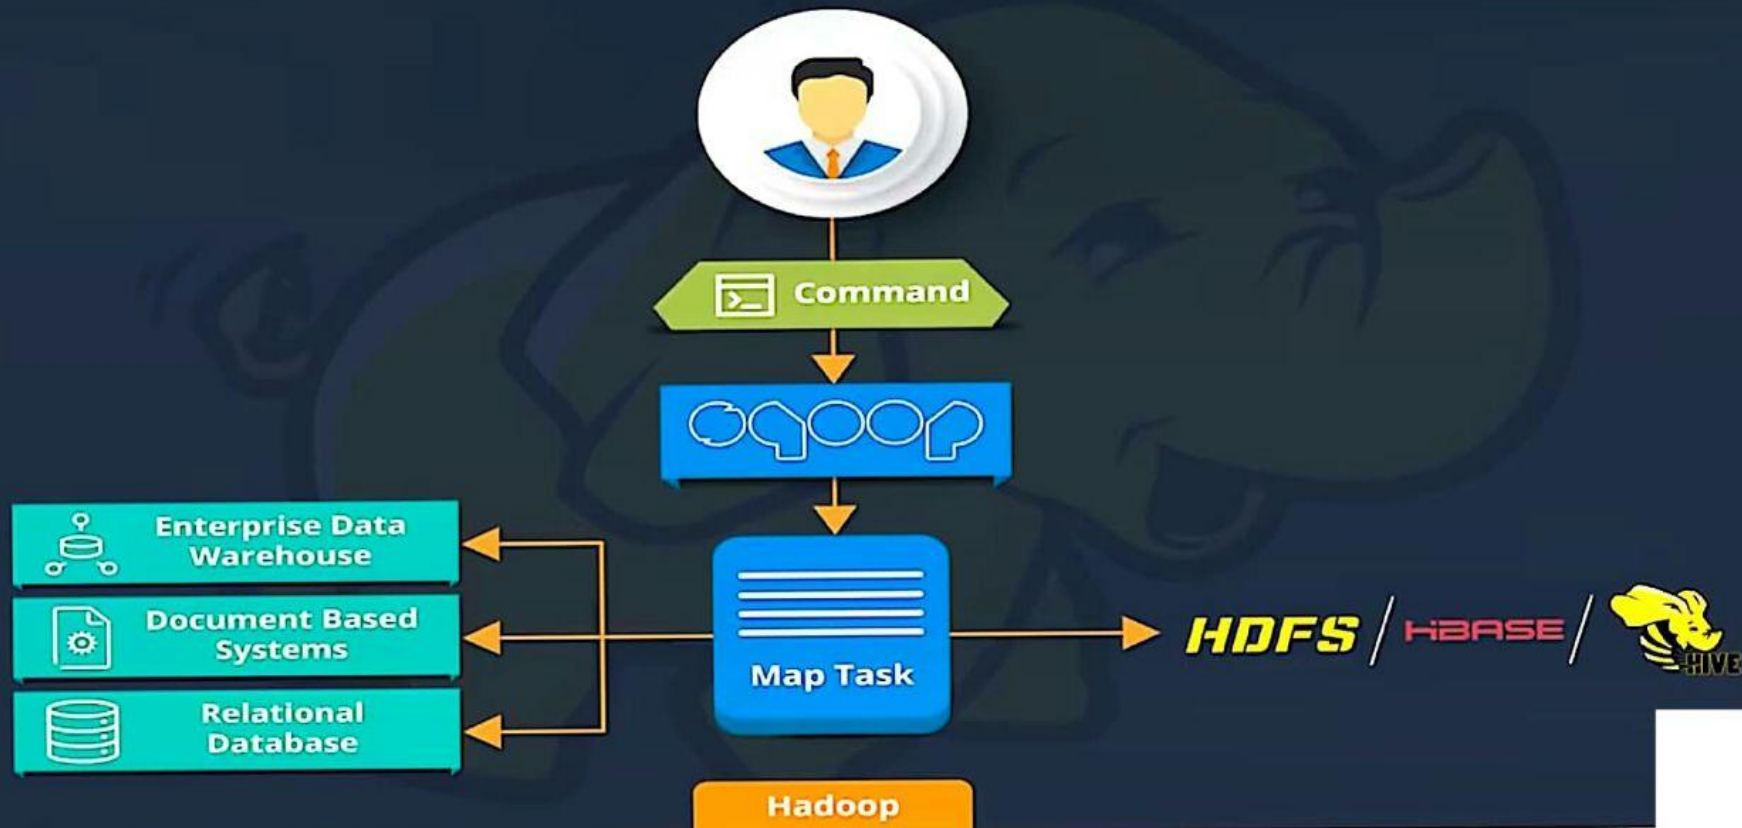 Command
sqoop
Enterprise Data
Warehouse
Document Based
Systems
Relational
Database
Map Task
HDFS / HBASE / HIVE
Hadoop